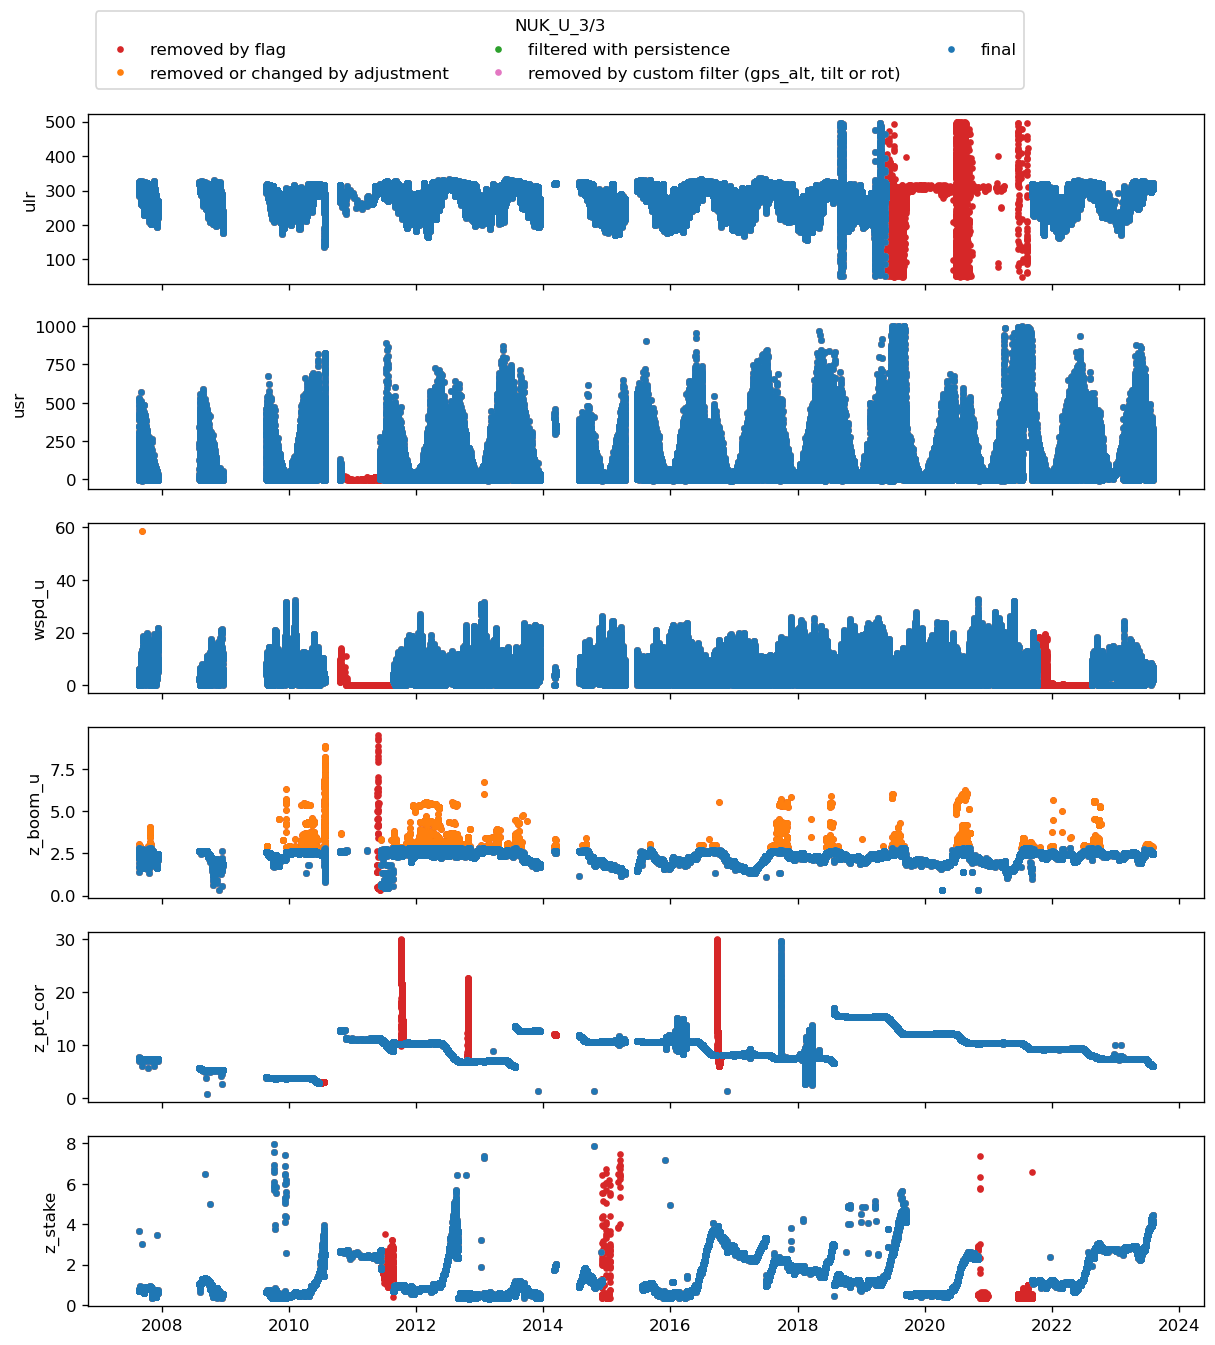 NUK_U_3/3
removed by flag
removed or changed by adjustment
filtered with persistence
removed by custom filter (gps_alt, tilt or rot)
final
ulr
500
400
300
200
100
usr
1000
750
500
250
0
wspd_u
60
40
20
0
z_boom_u
7.5
5.0
2.5
0.0
z_pt_cor
30
20
10
0
z_stake
8
6
4
2
0
2008 2010 2012 2014 2016 2018 2020 2022 2024